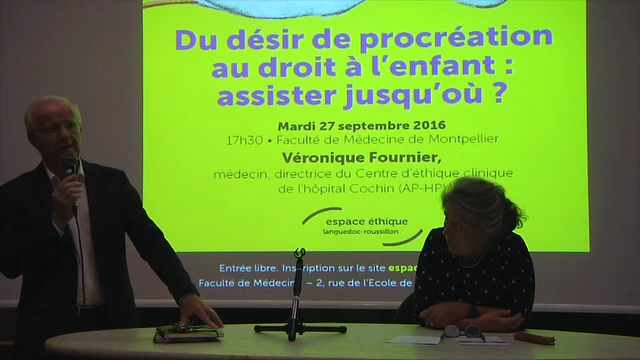 Du désir de procréation
au droit à l'enfant :
assister jusqu'où ?
Mardi 27 septembre 2016
17h30 • Faculté de Médecine de Montpellier
Véronique Fournier,
médecin, directrice du Centre d'éthique clinique
de l'hôpital Cochin (AP-HP)
espace éthique
languedoc-roussillon
Entrée libre. Inscription sur le site espac
Faculté de Médecine – 2, rue de l'Ecole de